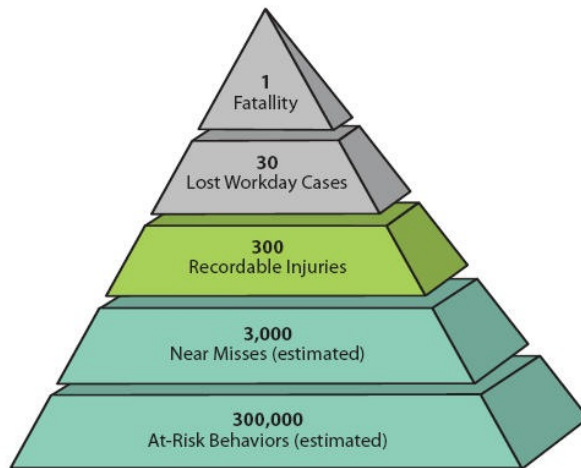 1
Fatallity
30
Lost Workday Cases
300
Recordable Injuries
3,000
Near Misses (estimated)
300,000
At-Risk Behaviors (estimated)